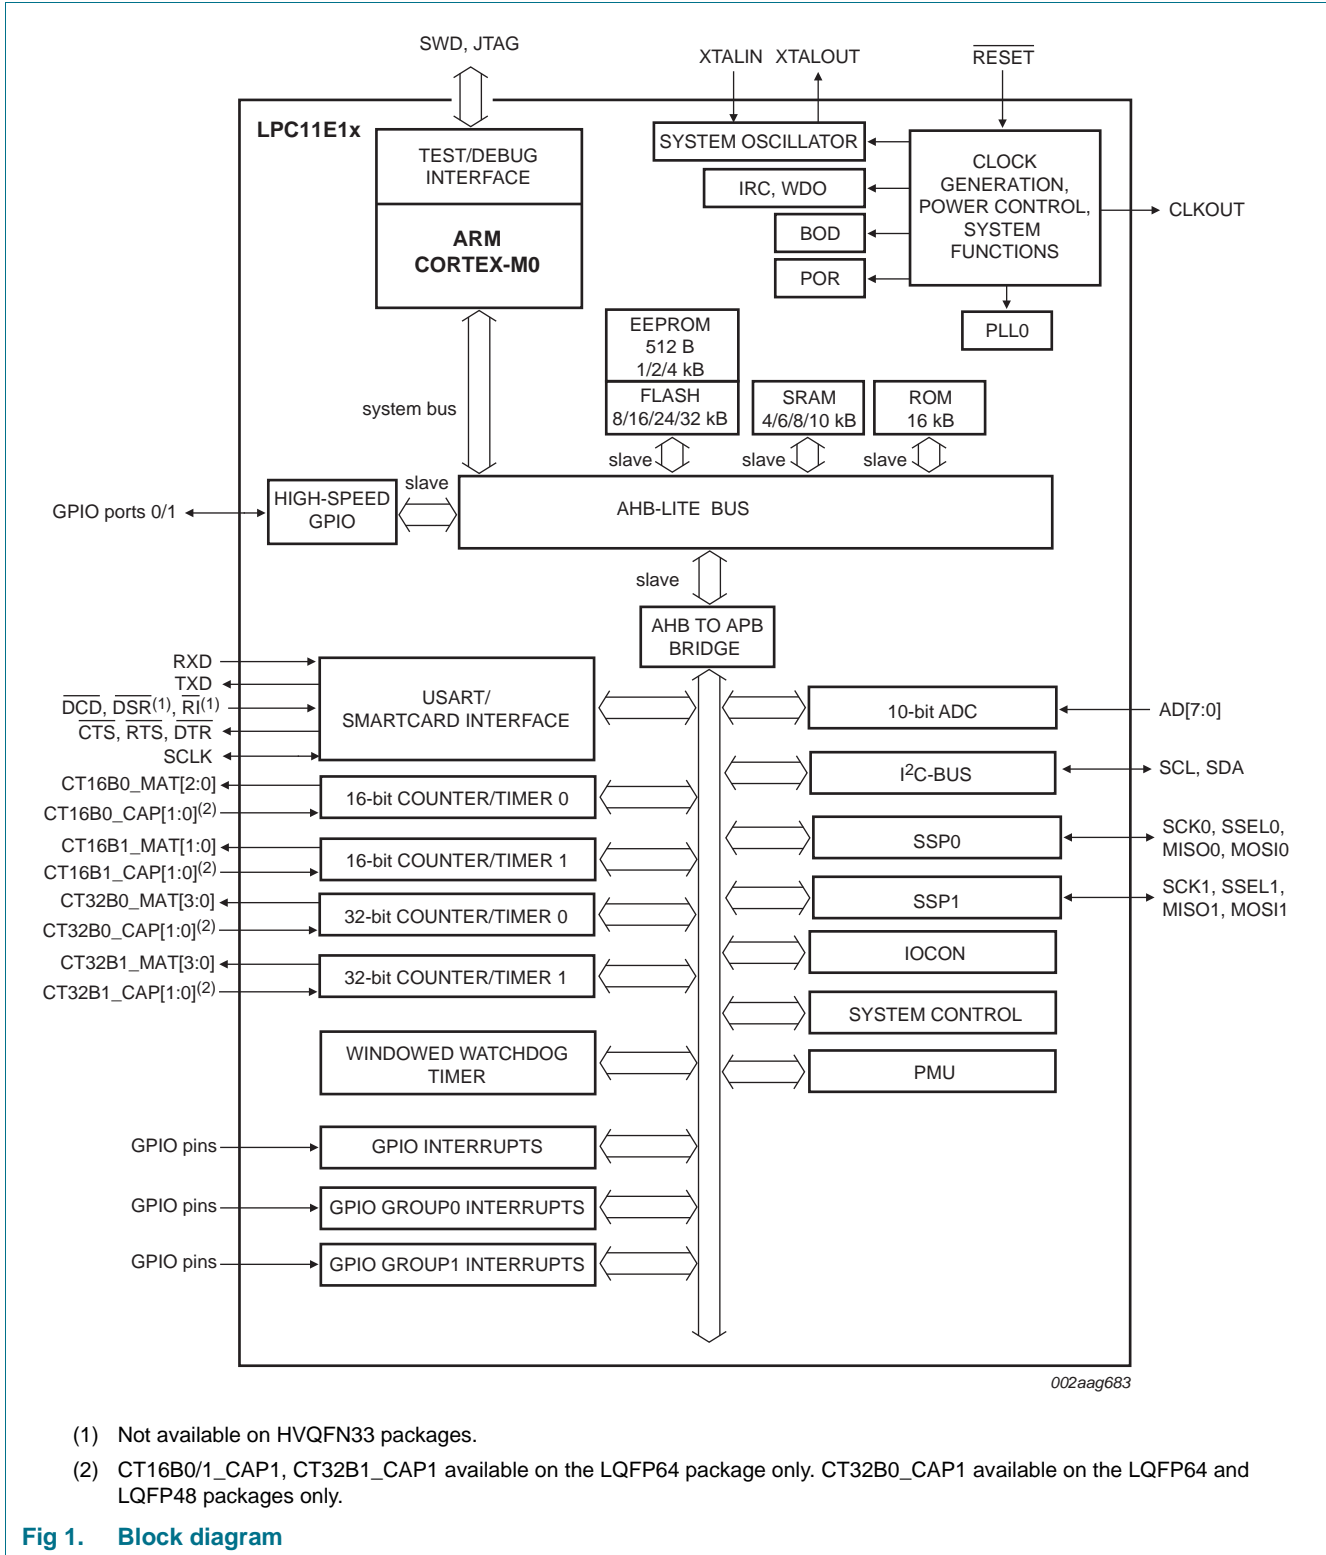 SWD, JTAG
XTALIN XTALOUT
RESET
LPC11E1x
TEST/DEBUG
INTERFACE
ARM
CORTEX-M0
SYSTEM OSCILLATOR
IRC, WDO
BOD
POR
CLOCK
GENERATION,
POWER CONTROL,
SYSTEM
FUNCTIONS
CLKOUT
PLL0
EEPROM
512 B
1/2/4 kB
FLASH
8/16/24/32 kB
SRAM
4/6/8/10 kB
ROM
16 kB
system bus
slave
slave
slave
slave
GPIO ports 0/1
HIGH-SPEED
GPIO
AHB-LITE BUS
slave
AHB TO APB
BRIDGE
RXD
TXD
DCD, DSR(1), RI(1)
CTS, RTS, DTR
SCLK
USART/
SMARTCARD INTERFACE
10-bit ADC
AD[7:0]
CT16B0_MAT[2:0]
CT16B0_CAP[1:0](2)
16-bit COUNTER/TIMER 0
I2C-BUS
SCL, SDA
CT16B1_MAT[1:0]
CT16B1_CAP[1:0](2)
16-bit COUNTER/TIMER 1
SSP0
SCK0, SSEL0,
MISO0, MOSI0
CT32B0_MAT[3:0]
CT32B0_CAP[1:0](2)
32-bit COUNTER/TIMER 0
SSP1
SCK1, SSEL1,
MISO1, MOSI1
CT32B1_MAT[3:0]
CT32B1_CAP[1:0](2)
32-bit COUNTER/TIMER 1
IOCON
SYSTEM CONTROL
WINDOWED WATCHDOG
TIMER
PMU
GPIO pins
GPIO INTERRUPTS
GPIO pins
GPIO GROUP0 INTERRUPTS
GPIO pins
GPIO GROUP1 INTERRUPTS
002aag683
(1) Not available on HVQFN33 packages.
(2) CT16B0/1_CAP1, CT32B1_CAP1 available on the LQFP64 package only. CT32B0_CAP1 available on the LQFP64 and
LQFP48 packages only.
Fig 1. Block diagram